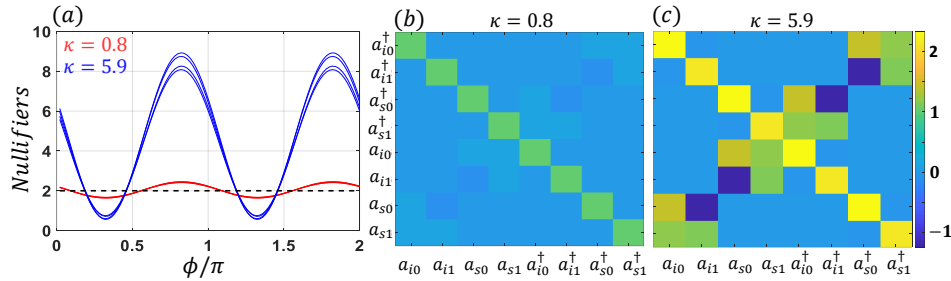 (a)
κ = 0.8
κ = 5.9
Nullifiers
10
8
6
4
2
0
0
0.5
1
1.5
2
ϕ/π
(b)
κ = 0.8
a†i0
a†i1
a†s0
a†s1
ai0
ai1
as0
as1
ai0 ai1 as0 as1 a†i0 a†i1 a†s0 a†s1
(c)
κ = 5.9
ai0 ai1 as0 as1 a†i0 a†i1 a†s0 a†s1
2
1
0
-1